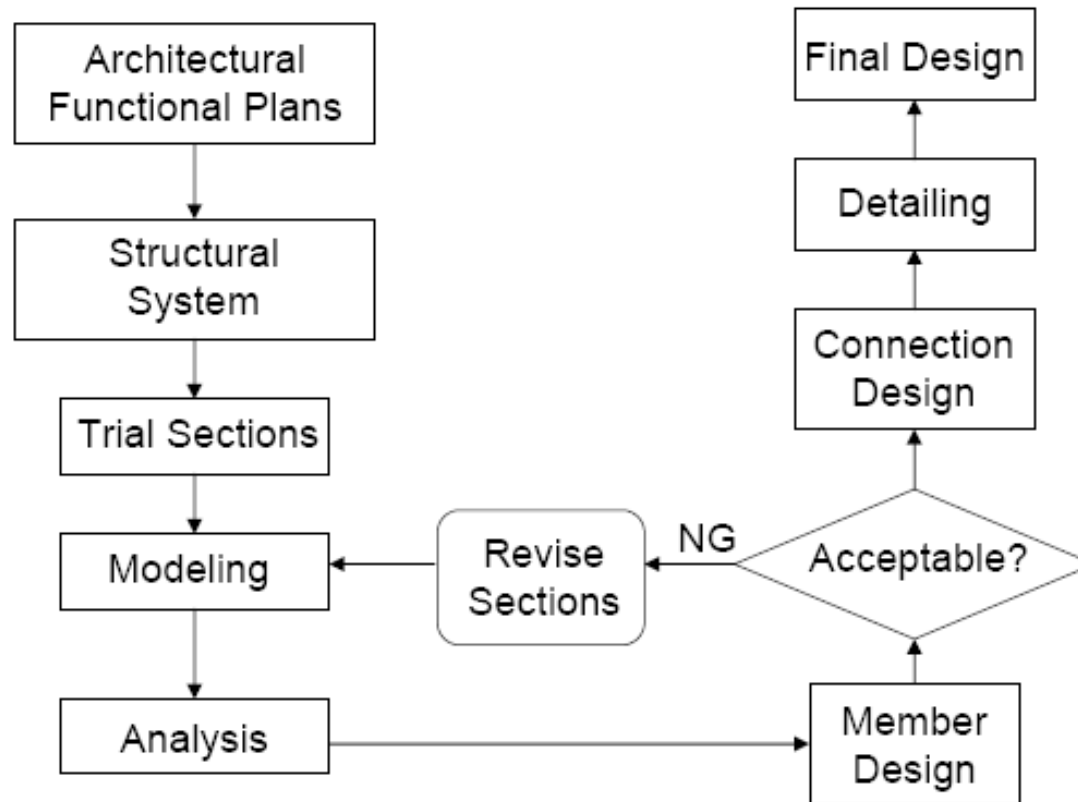 Architectural
Functional Plans
Structural
System
Trial Sections
Modeling
Analysis
Revise
Sections
NG
Final Design
Detailing
Connection
Design
Acceptable?
Member
Design